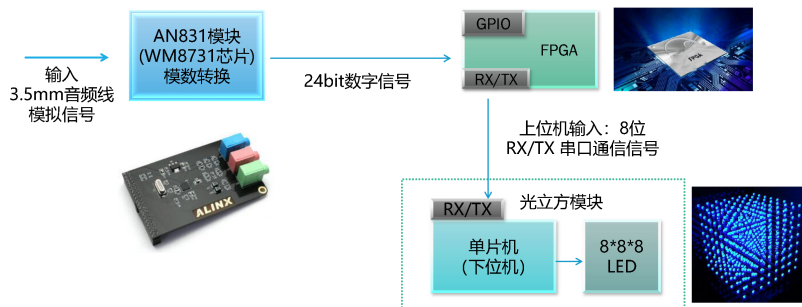 AN831模块
(WM8731芯片)
模数转换
输入
3.5mm音频线
模拟信号
24bit数字信号
GPIO
FPGA
RX/TX
FPGA
ALINX
上位机输入：8位
RX/TX 串口通信信号
光立方模块
RX/TX
单片机
（下位机）
8*8*8
LED